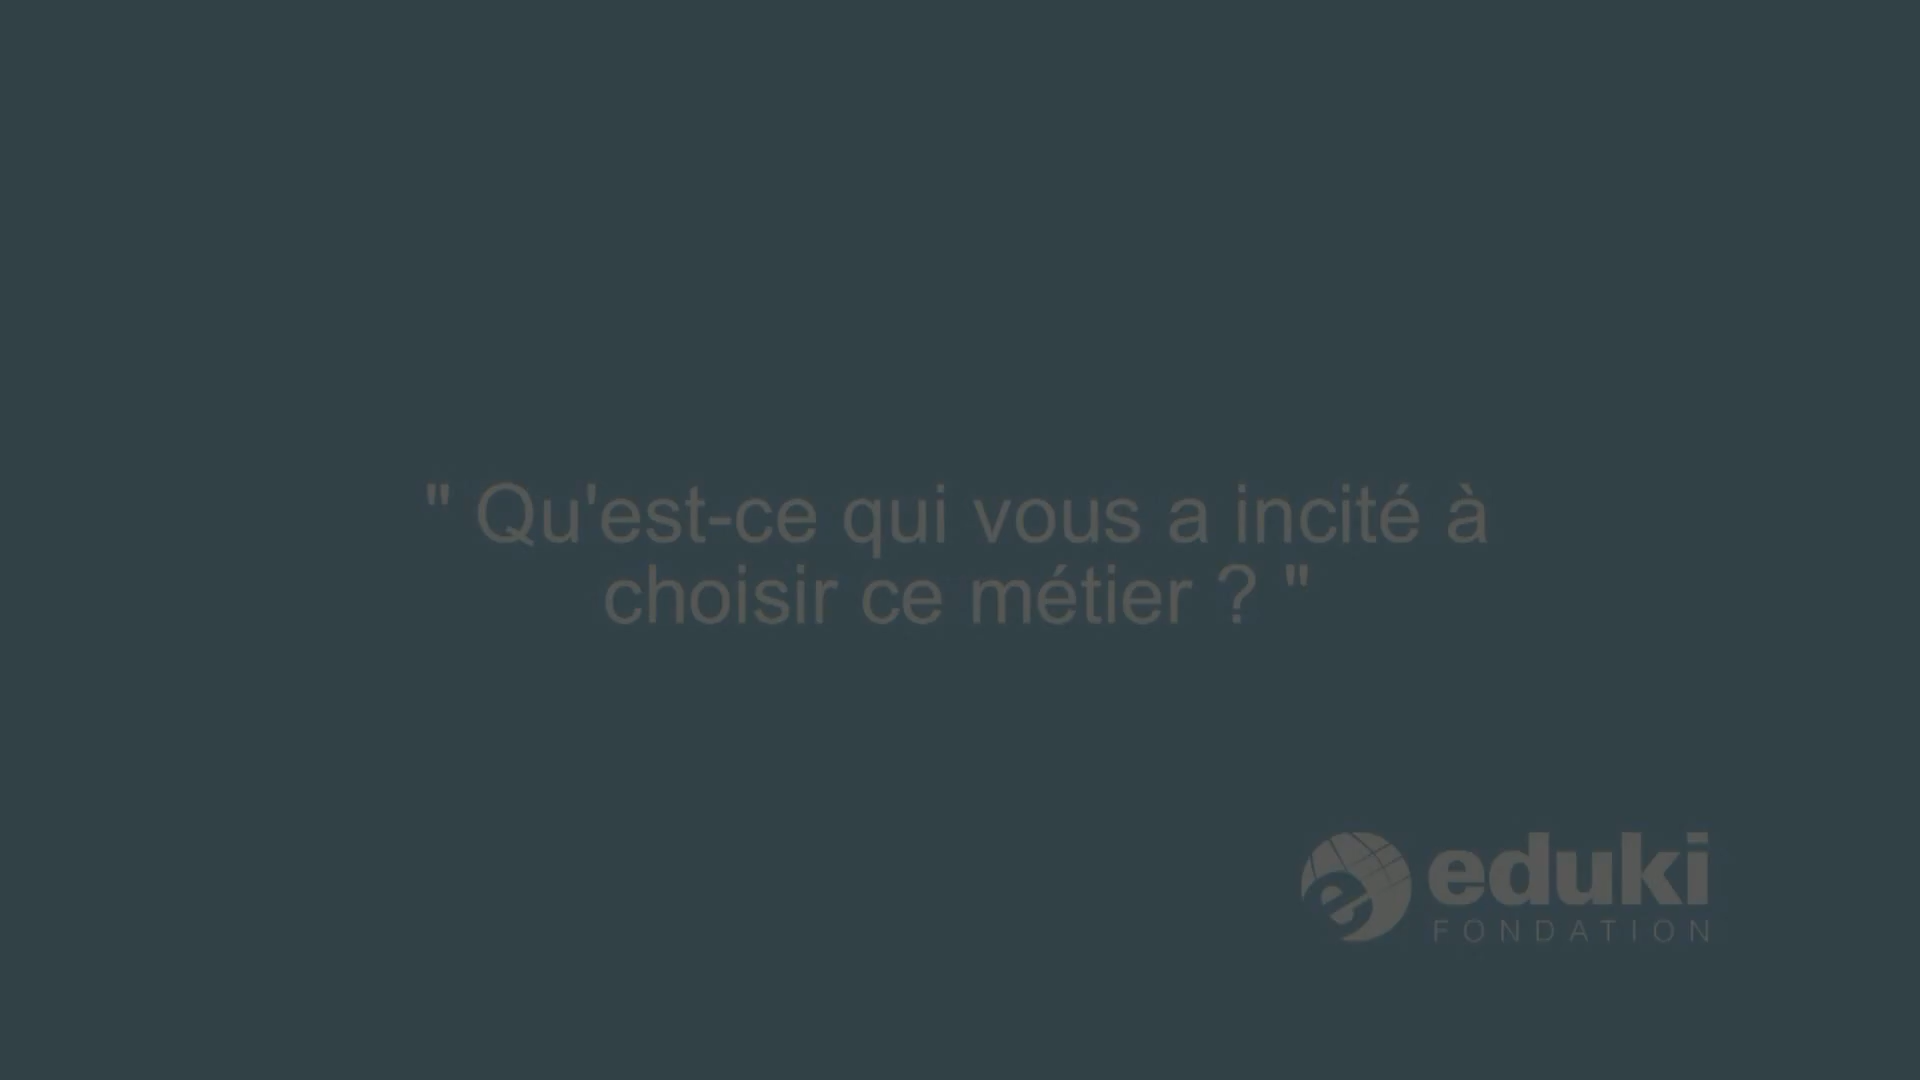 " Qu'est-ce qui vous a incité à
choisir ce métier ? "
eduki
FONDATION